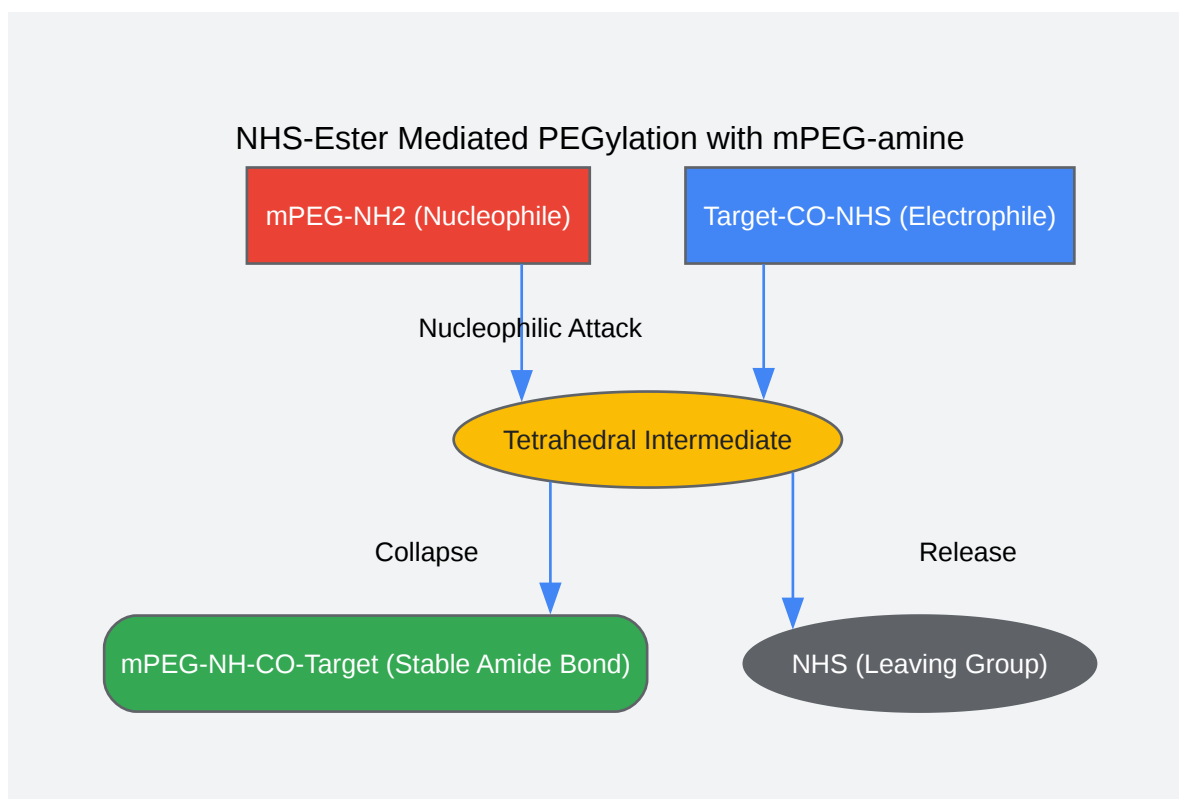 NHS-Ester Mediated PEGylation with mPEG-amine
mPEG-NH2 (Nucleophile)
Target-CO-NHS (Electrophile)
Nucleophilic Attack
Tetrahedral Intermediate
Collapse
Release
mPEG-NH-CO-Target (Stable Amide Bond)
NHS (Leaving Group)